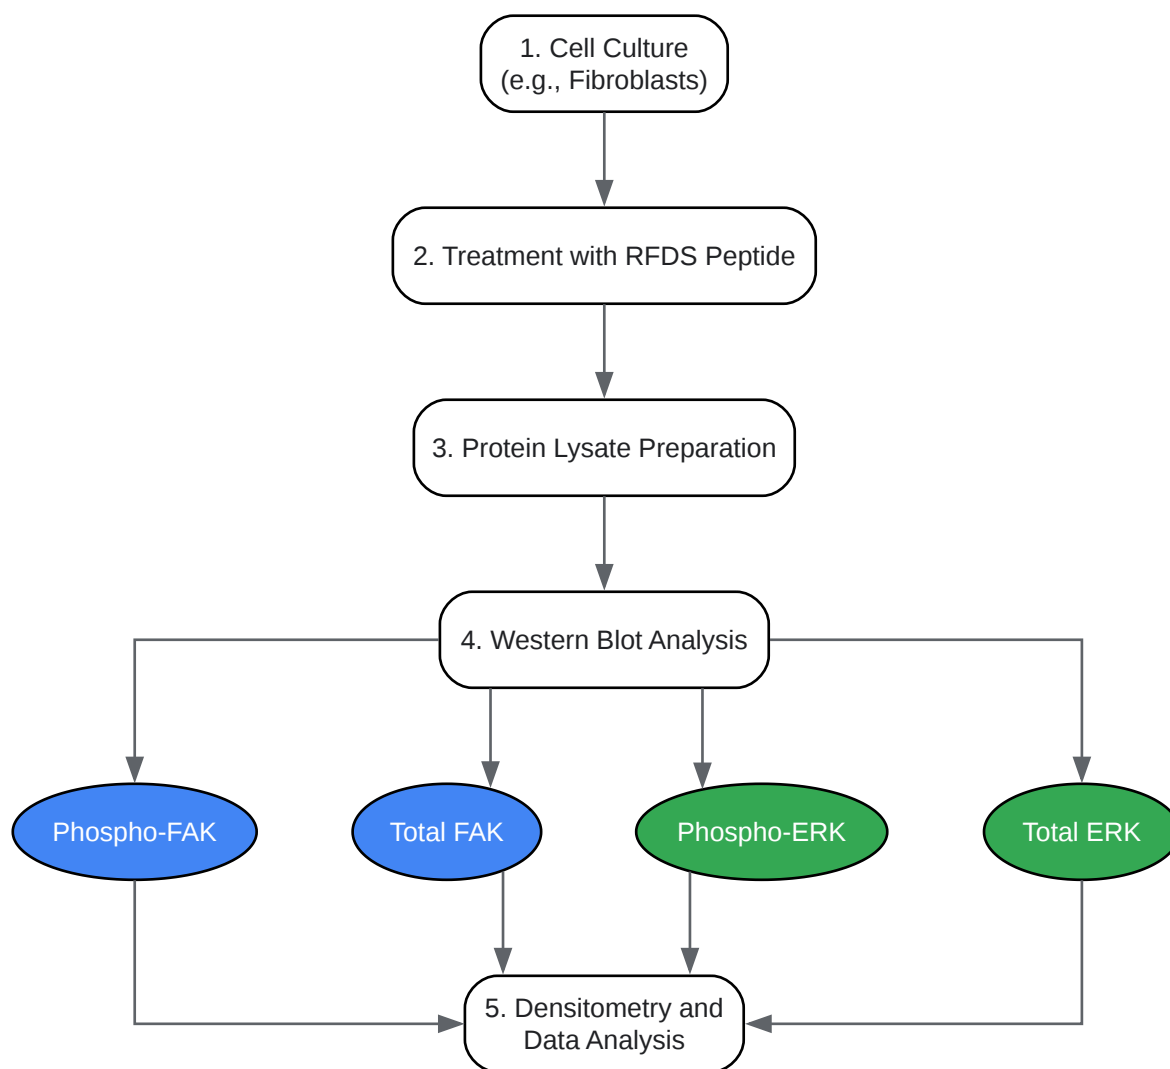 1. Cell Culture
(e.g., Fibroblasts)
2. Treatment with RFDS Peptide
3. Protein Lysate Preparation
4. Western Blot Analysis
Phospho-FAK
Total FAK
Phospho-ERK
Total ERK
5. Densitometry and
Data Analysis